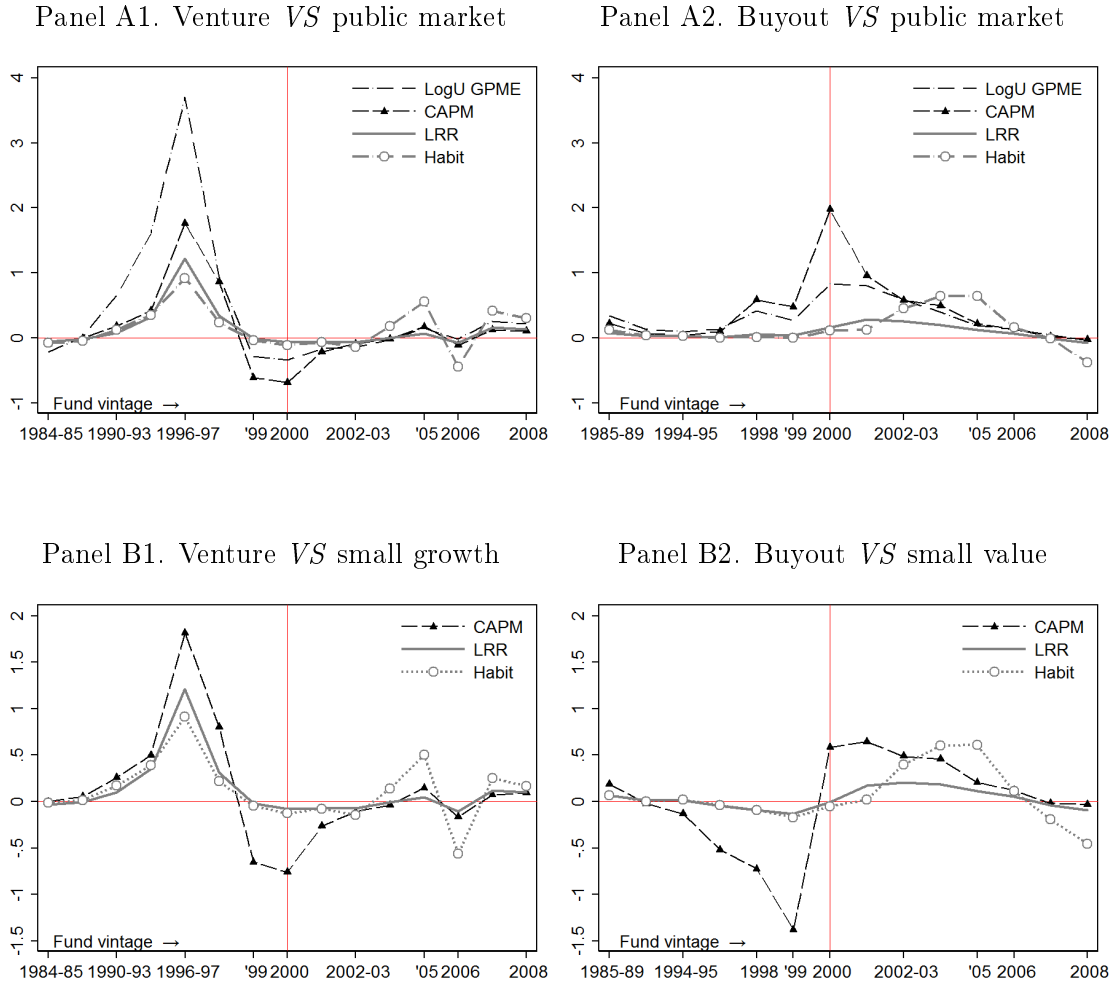 Panel A1. Venture VS public market
4
3
2
1
0
-1
LogU GPME
CAPM
LRR
Habit
Fund vintage →
1984-85 1990-93 1996-97 '99 2000 2002-03 '05 2006 2008
Panel A2. Buyout VS public market
4
3
2
1
0
-1
LogU GPME
CAPM
LRR
Habit
Fund vintage →
1985-89 1994-95 1998 '99 2000 2002-03 '05 2006 2008
Panel B1. Venture VS small growth
2
1.5
1
.5
0
-.5
-1
-1.5
CAPM
LRR
Habit
Fund vintage →
1984-85 1990-93 1996-97 '99 2000 2002-03 '05 2006 2008
Panel B2. Buyout VS small value
2
1.5
1
.5
0
-.5
-1
-1.5
CAPM
LRR
Habit
Fund vintage →
1985-89 1994-95 1998 '99 2000 2002-03 '05 2006 2008